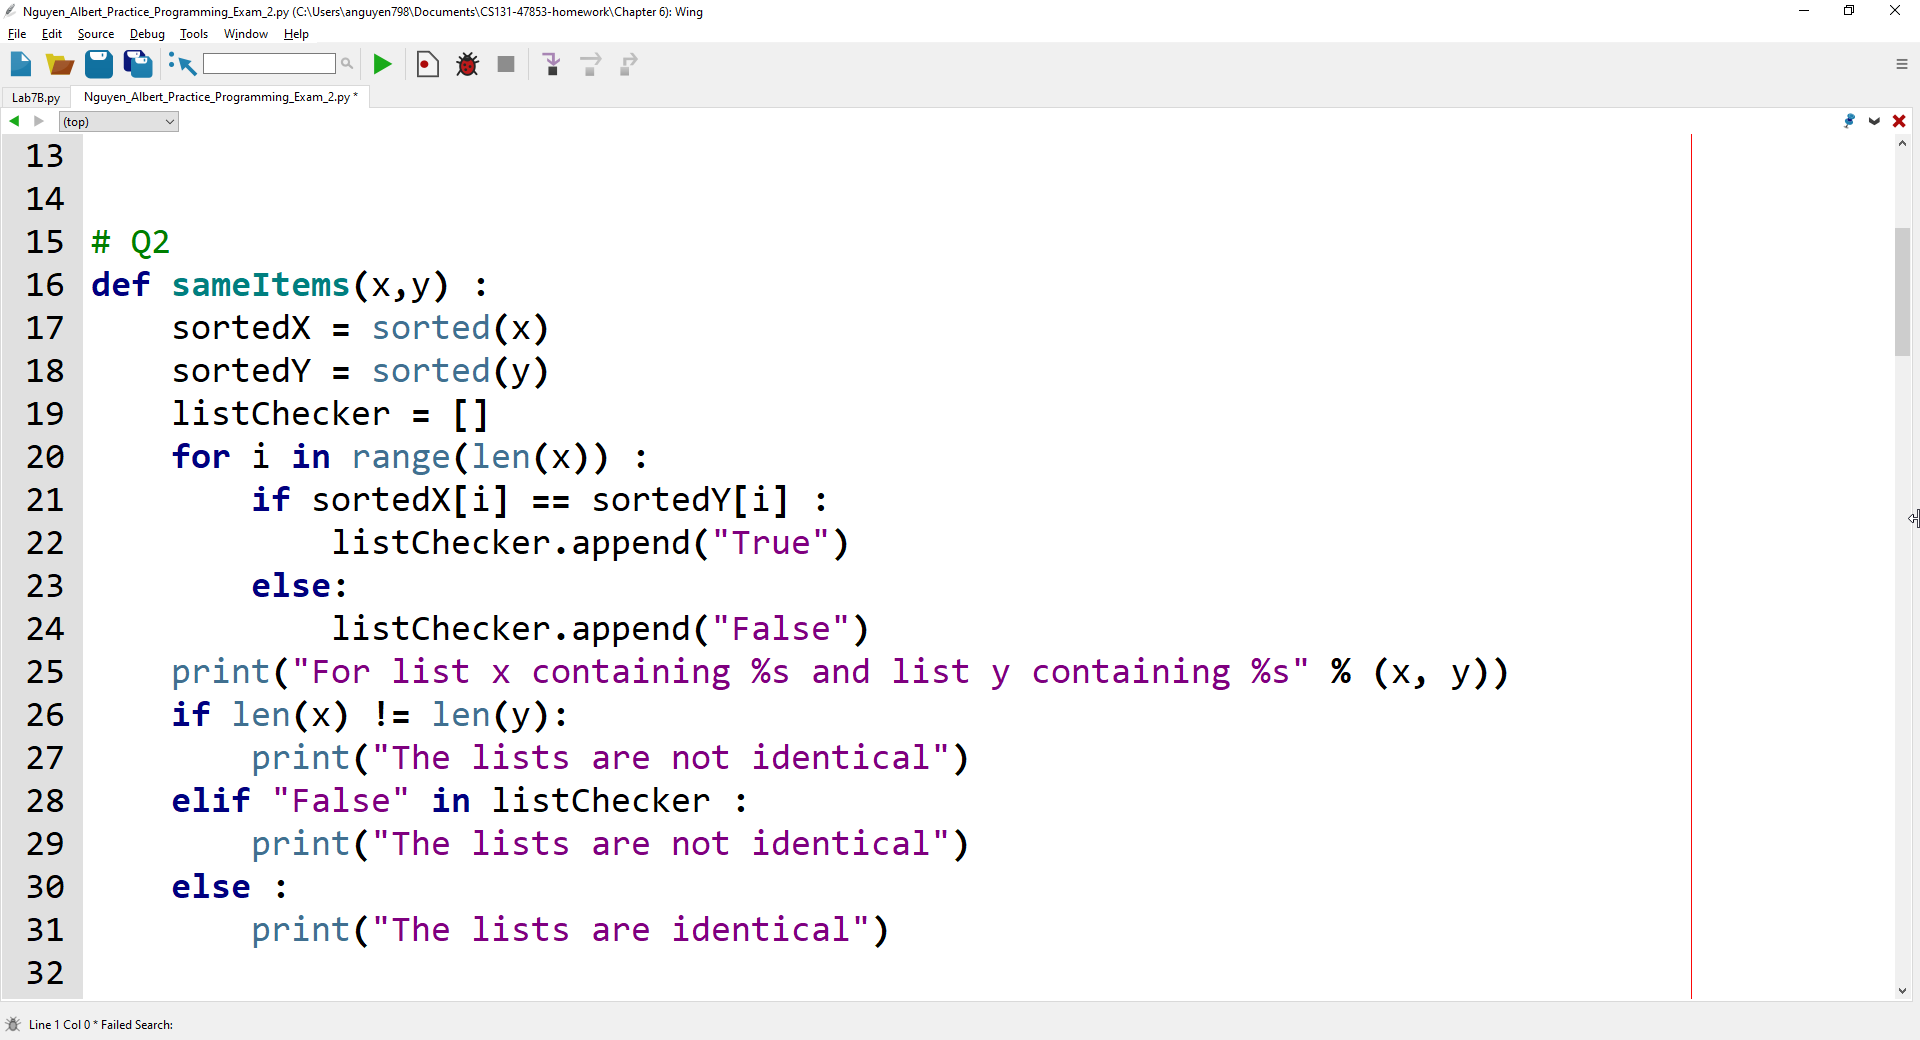 Nguyen_Albert_Practice_Programming_Exam_2.py (C:\Users\anguyen798\Documents\CS131-47853-homework\Chapter 6): Wing
File Edit Source Debug Tools Window Help
Lab7B.py Nguyen_Albert_Practice_Programming_Exam_2.py *
(top)
13
14
15 # Q2
16 def sameItems(x,y) :
17     sortedX = sorted(x)
18     sortedY = sorted(y)
19     listChecker = []
20     for i in range(len(x)) :
21         if sortedX[i] == sortedY[i] :
22             listChecker.append("True")
23         else:
24             listChecker.append("False")
25     print("For list x containing %s and list y containing %s" % (x, y))
26     if len(x) != len(y):
27         print("The lists are not identical")
28     elif "False" in listChecker :
29         print("The lists are not identical")
30     else :
31         print("The lists are identical")
32
Line 1 Col 0 * Failed Search: